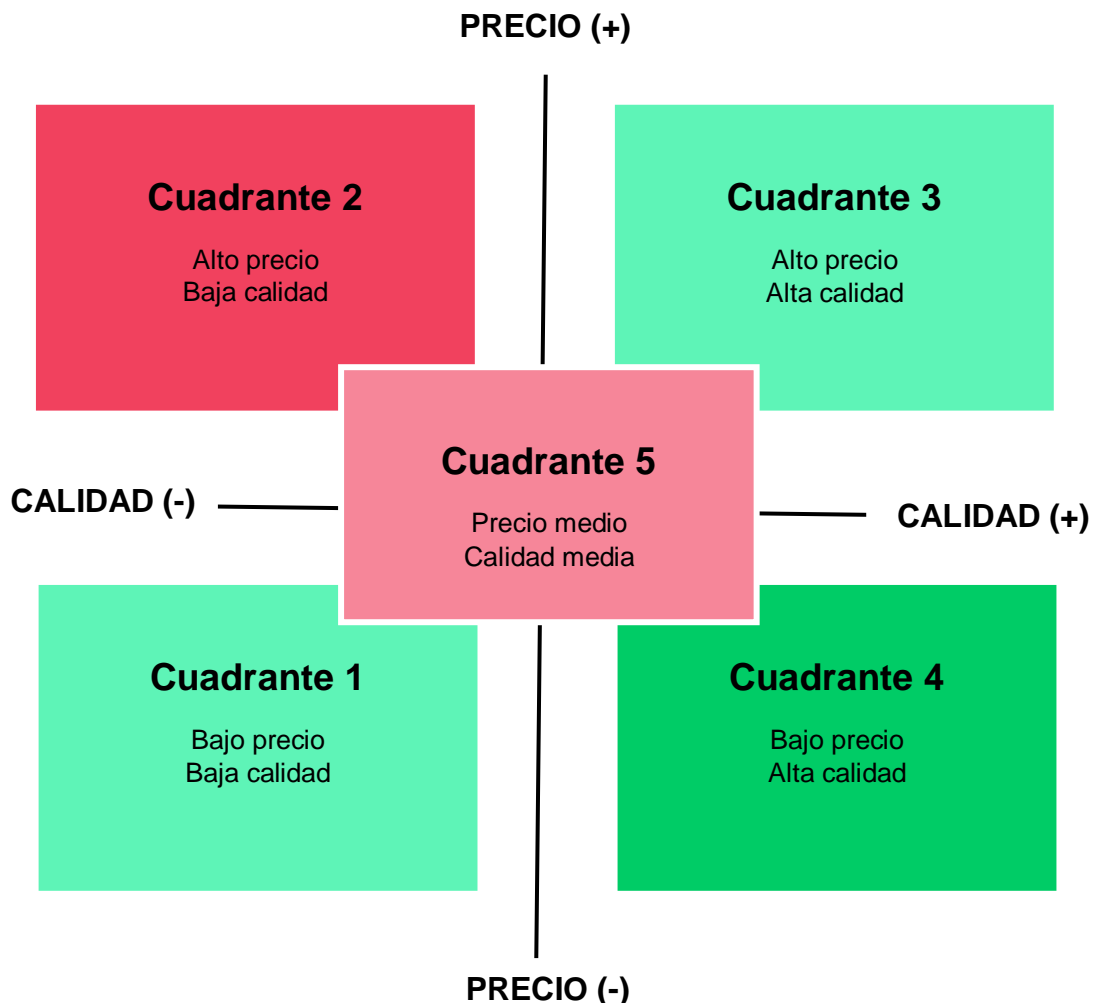 PRECIO (+)
Cuadrante 2
Alto precio
Baja calidad
Cuadrante 3
Alto precio
Alta calidad
CALIDAD (-)
Cuadrante 5
Precio medio
Calidad media
CALIDAD (+)
Cuadrante 1
Bajo precio
Baja calidad
Cuadrante 4
Bajo precio
Alta calidad
PRECIO (-)